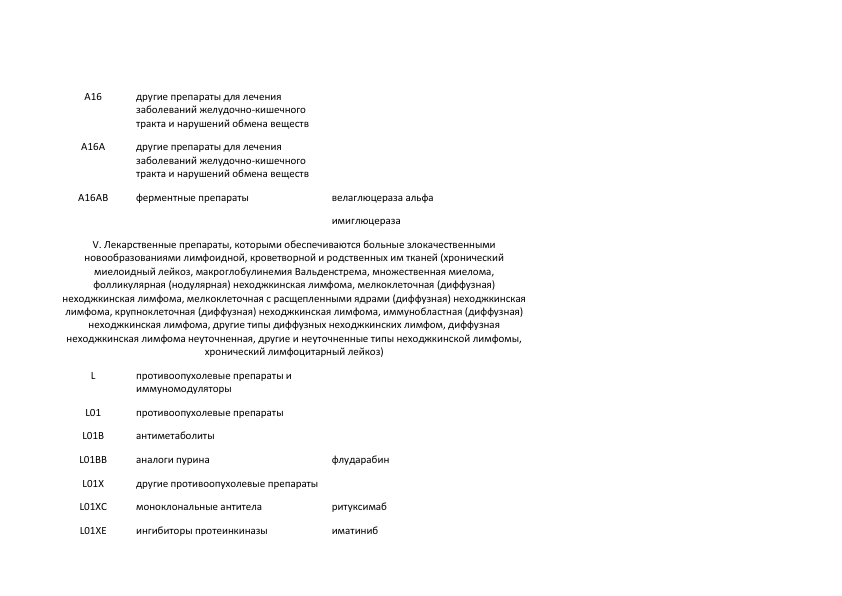 A16 другие препараты для лечения
заболеваний желудочно-кишечного
тракта и нарушений обмена веществ
A16A другие препараты для лечения
заболеваний желудочно-кишечного
тракта и нарушений обмена веществ
A16AB ферментные препараты велаглюцераза альфа
имиглюцераза
V. Лекарственные препараты, которыми обеспечиваются больные злокачественными
новообразованиями лимфоидной, кроветворной и родственных им тканей (хронический
миелоидный лейкоз, макроглобулинемия Вальденстрема, множественная миелома,
фолликулярная (нодулярная) неходжкинская лимфома, мелкоклеточная (диффузная)
неходжкинская лимфома, мелкоклеточная с расщепленными ядрами (диффузная) неходжкинская
лимфома, крупноклеточная (диффузная) неходжкинская лимфома, иммунобластная (диффузная)
неходжкинская лимфома, другие типы диффузных неходжкинских лимфом, диффузная
неходжкинская лимфома неуточненная, другие и неуточненные типы неходжкинской лимфомы,
хронический лимфоцитарный лейкоз)
L противоопухолевые препараты и
иммуномодуляторы
L01 противоопухолевые препараты
L01B антиметаболиты
L01BB аналоги пурина флударабин
L01X другие противоопухолевые препараты
L01XC моноклональные антитела ритуксимаб
L01XE ингибиторы протеинкиназы иматиниб